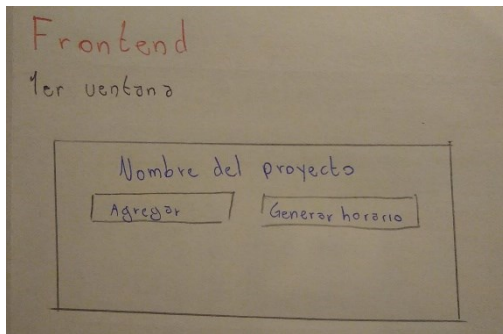 Frontend
1er ventana
Nombre del proyecto
Agregar
Generar horario